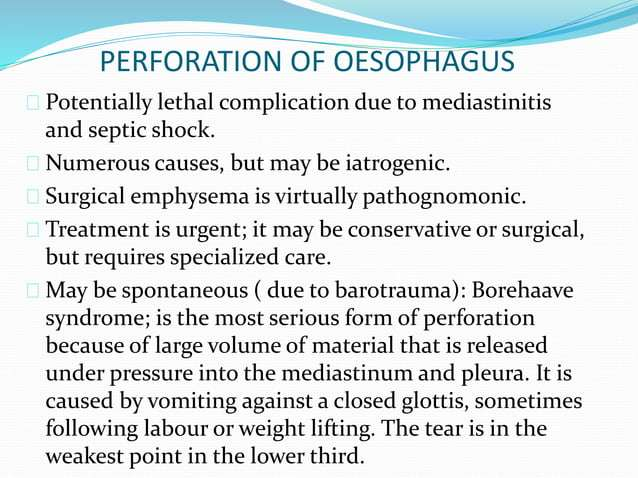 PERFORATION OF OESOPHAGUS
Potentially lethal complication due to mediastinitis
and septic shock.
Numerous causes, but may be iatrogenic.
Surgical emphysema is virtually pathognomonic.
Treatment is urgent; it may be conservative or surgical,
but requires specialized care.
May be spontaneous ( due to barotrauma): Borehaave
syndrome; is the most serious form of perforation
because of large volume of material that is released
under pressure into the mediastinum and pleura. It is
caused by vomiting against a closed glottis, sometimes
following labour or weight lifting. The tear is in the
weakest point in the lower third.